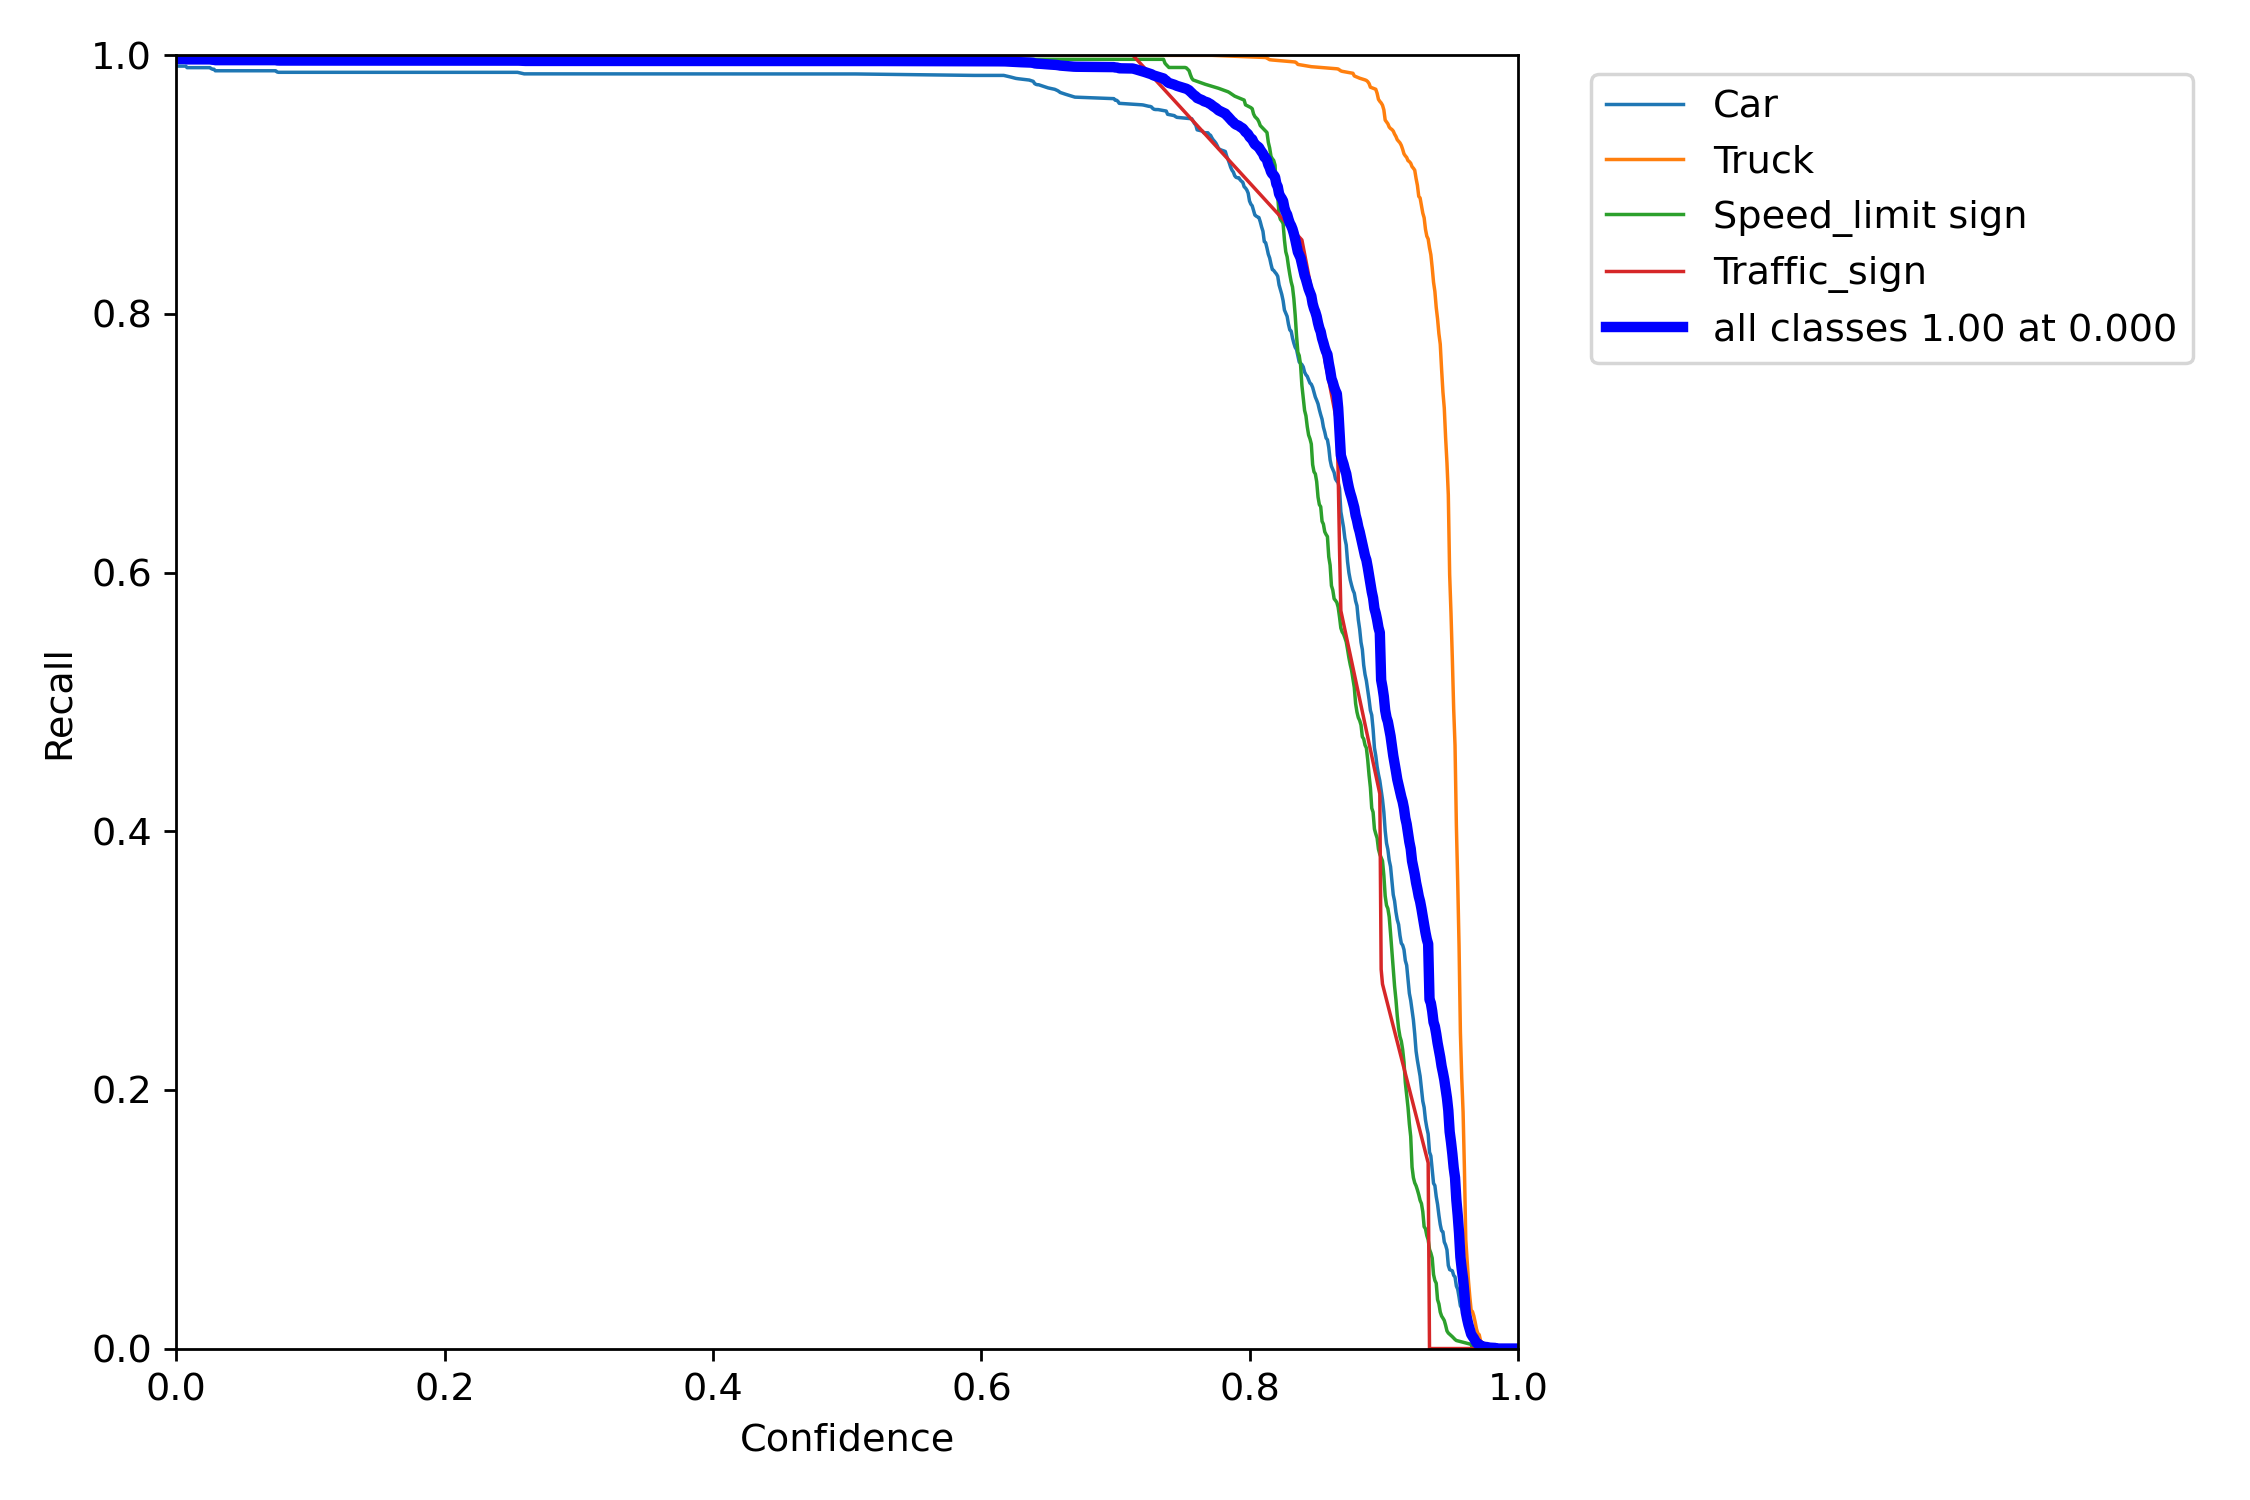 1.0
0.8
0.6
0.4
0.2
0.0
Recall
0.0 0.2 0.4 0.6 0.8 1.0
Confidence
Car
Truck
Speed_limit sign
Traffic_sign
all classes 1.00 at 0.000